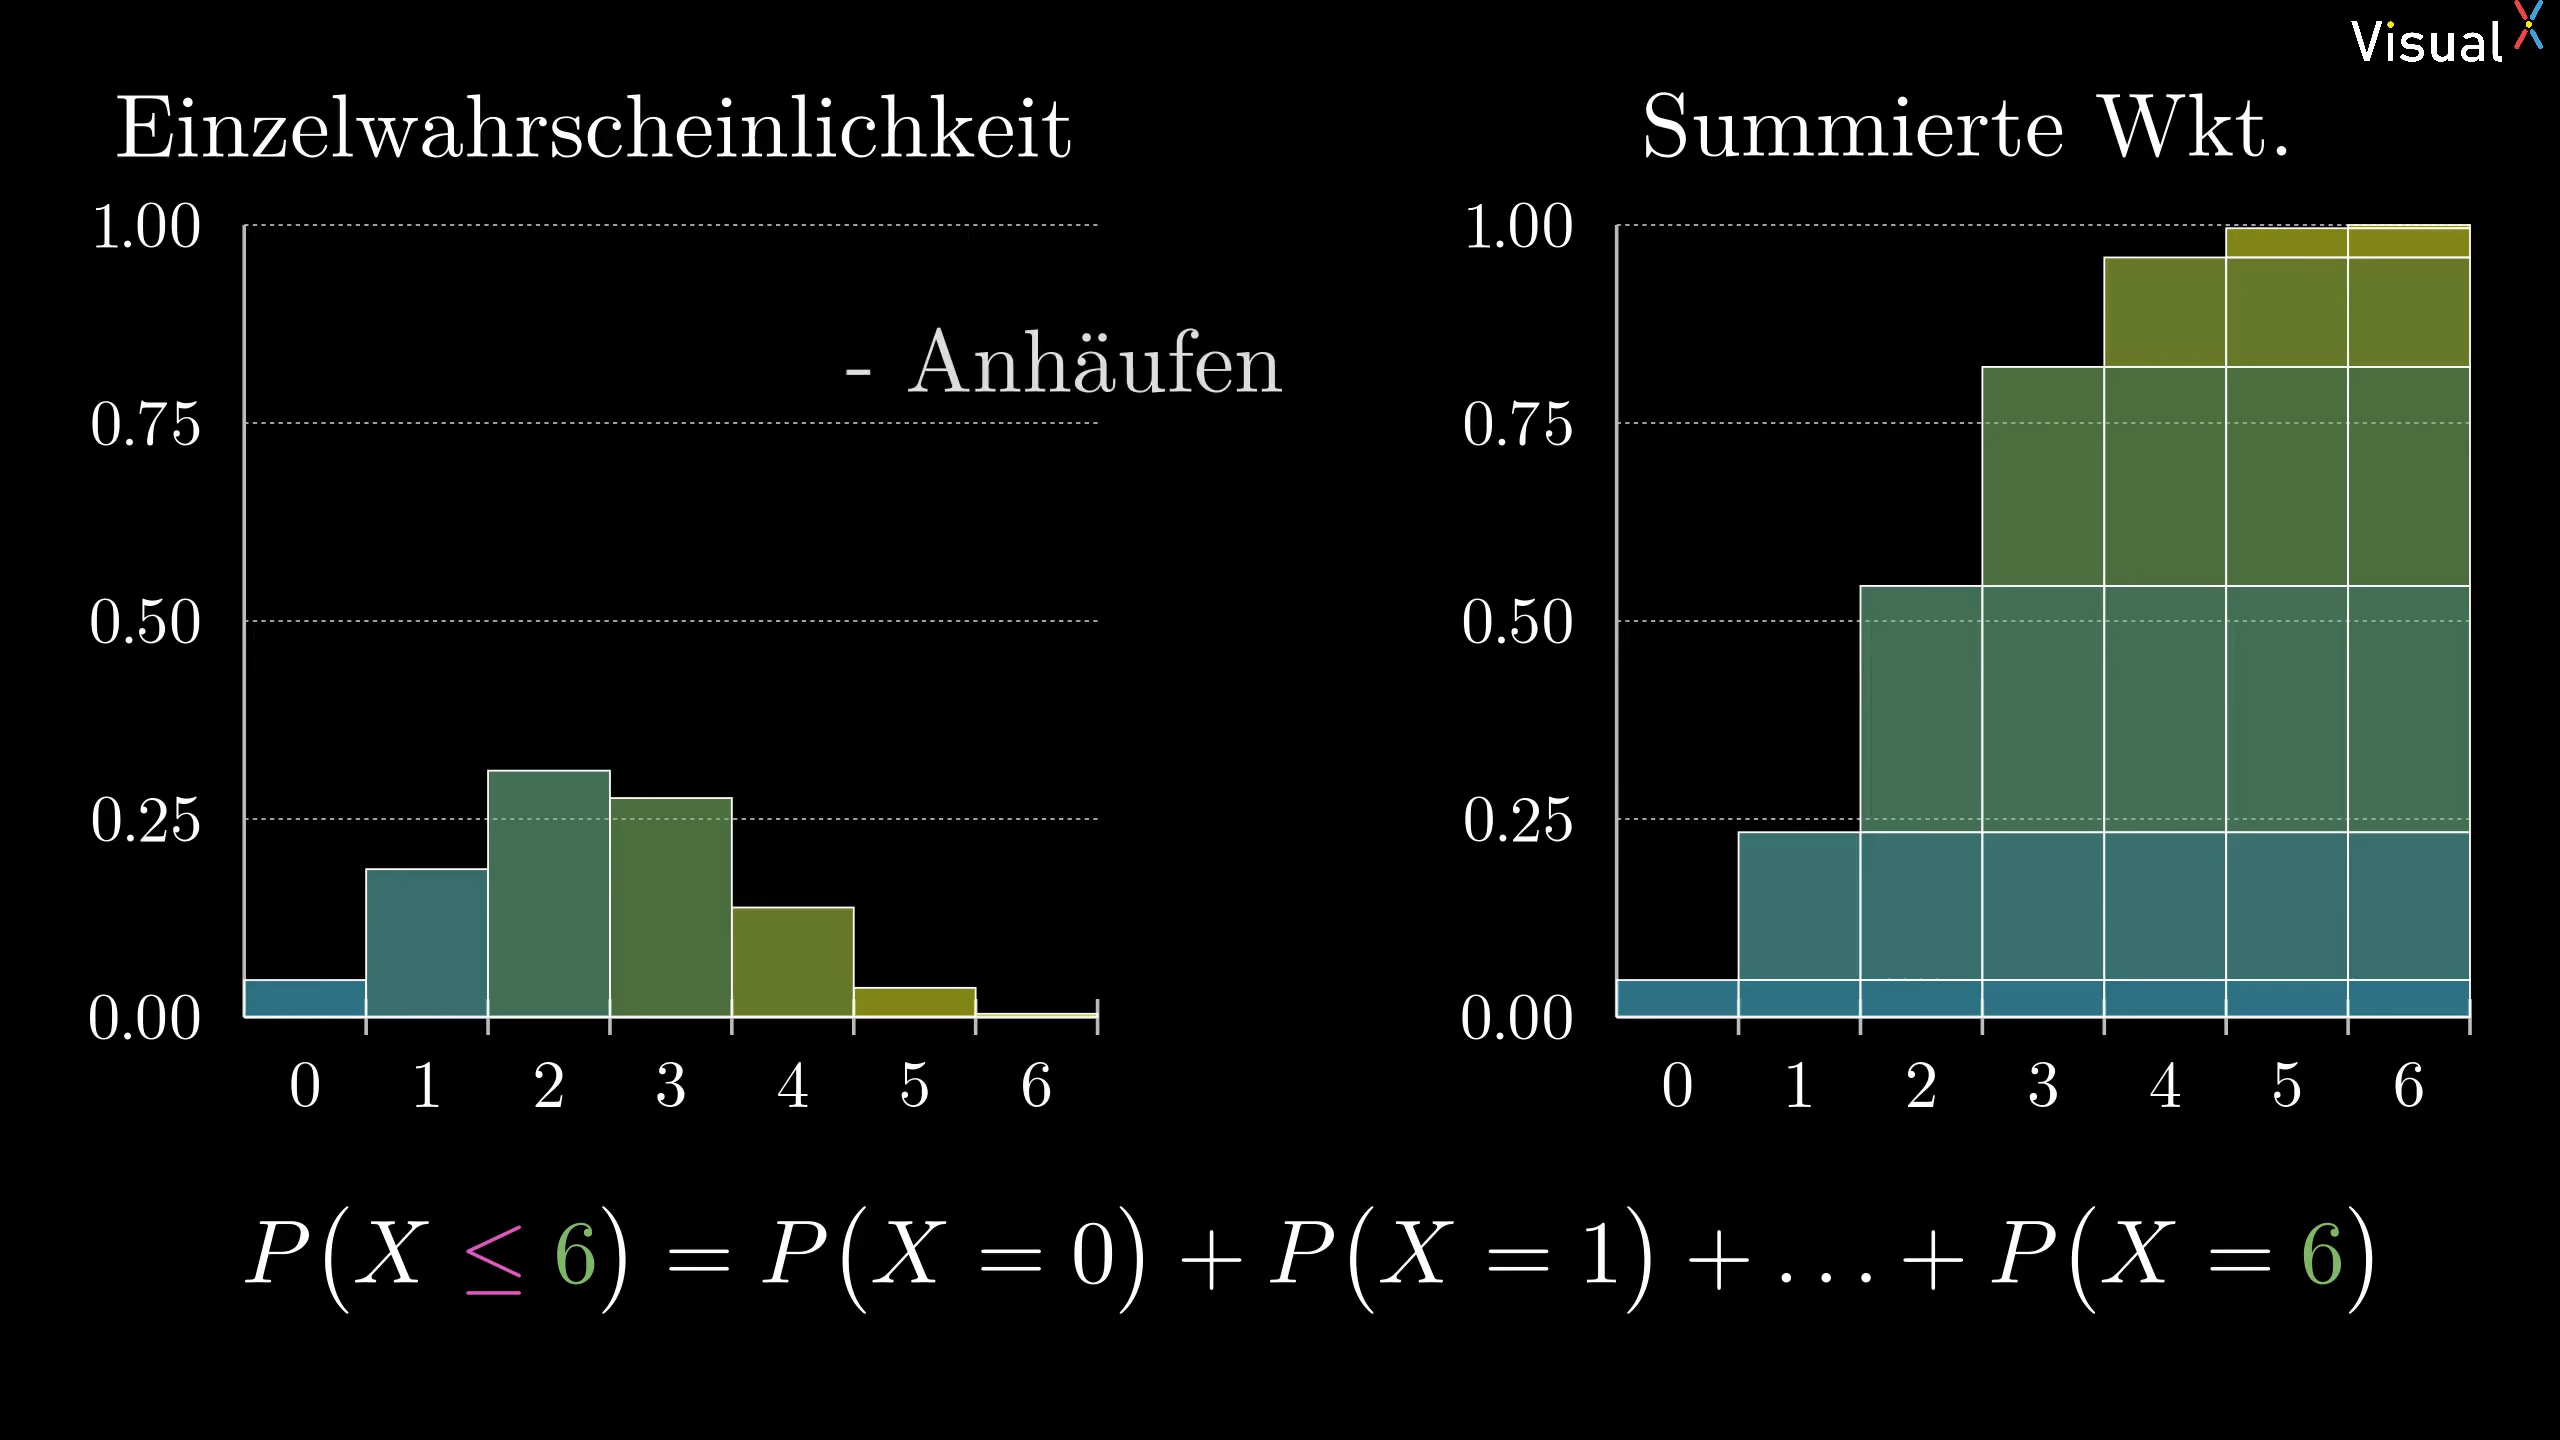 Visual X
Einzelwahrscheinlichkeit
1.00
0.75
0.50
0.25
0.00
0 1 2 3 4 5 6
- Anhäufen
Summierte Wkt.
1.00
0.75
0.50
0.25
0.00
0 1 2 3 4 5 6
P(X ≤ 6) = P(X = 0) + P(X = 1) + ... + P(X = 6)